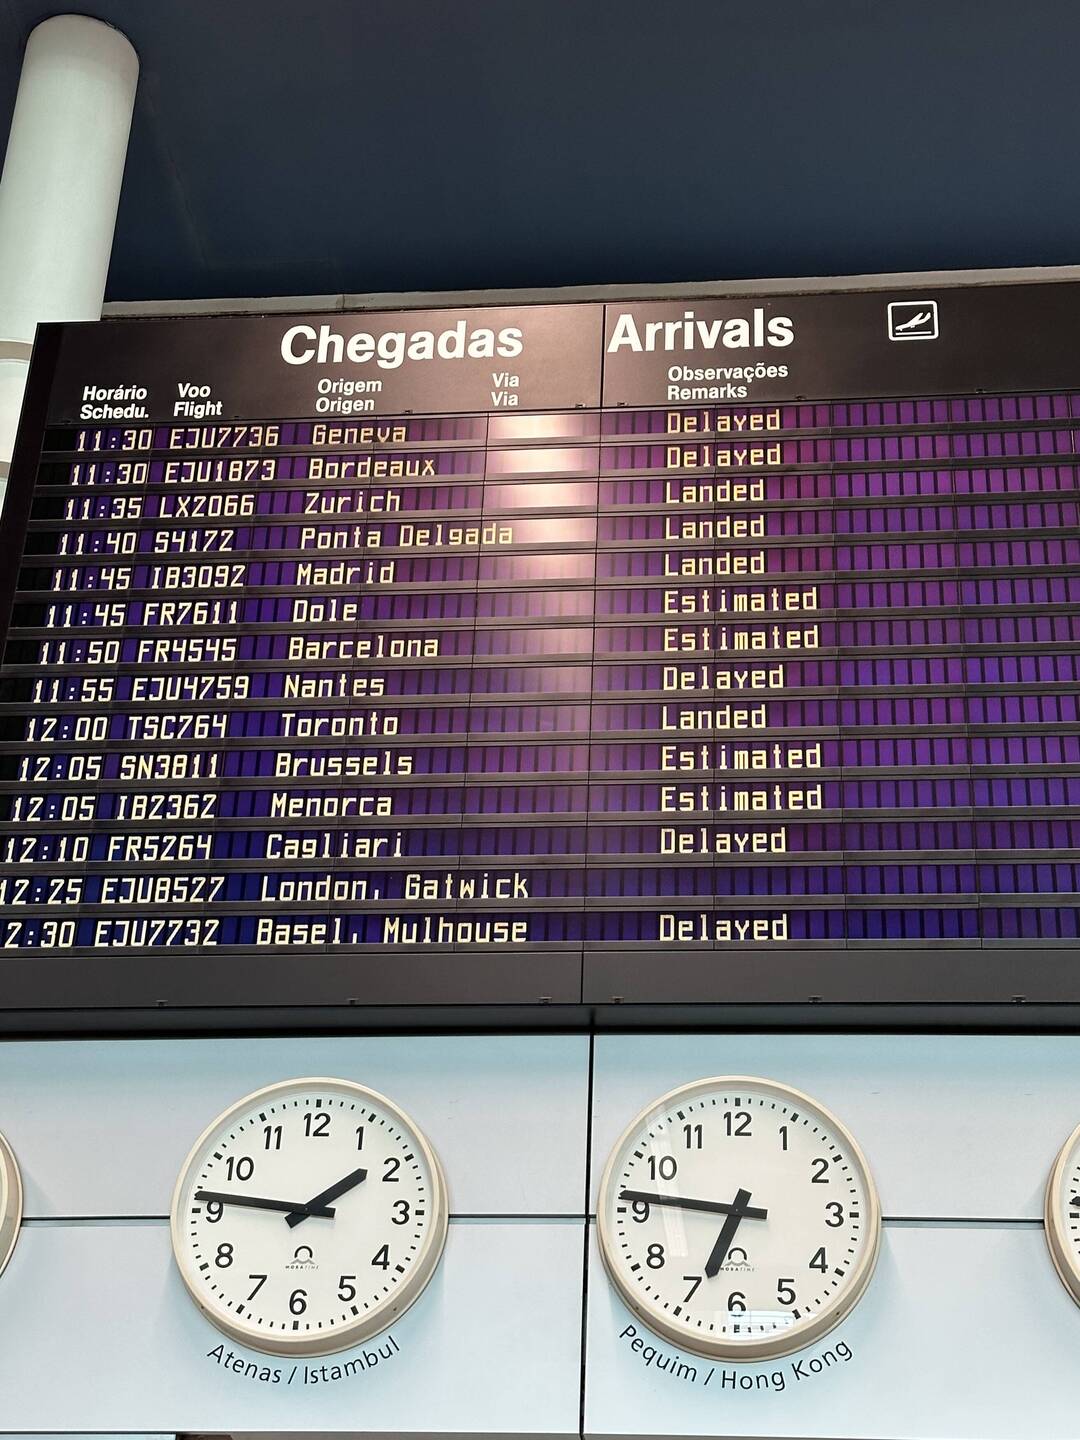 Chegadas Arrivals
Horário Voo Origem Via Observações
Schedu. Flight Origen Via Remarks
11:30 EJU7736 Geneva Delayed
11:30 EJU1873 Bordeaux Delayed
11:35 LX2066 Zurich Landed
11:40 S4172 Ponta Delgada Landed
11:45 IB3092 Madrid Landed
11:45 FR7611 Dole Estimated
11:50 FR4545 Barcelona Estimated
11:55 EJU4759 Nantes Delayed
12:00 TSC764 Toronto Landed
12:05 SN3811 Brussels Estimated
12:05 IB2362 Menorca Estimated
12:10 FR5264 Cagliari Delayed
12:25 EJU8527 London, Gatwick
2:30 EJU7732 Basel, Mulhouse Delayed
12 1 2 3 4 5 6 7 8 9 10 11
MOBATIME
Atenas / Istambul
12 1 2 3 4 5 6 7 8 9 10 11
MOBATIME
Pequim / Hong Kong